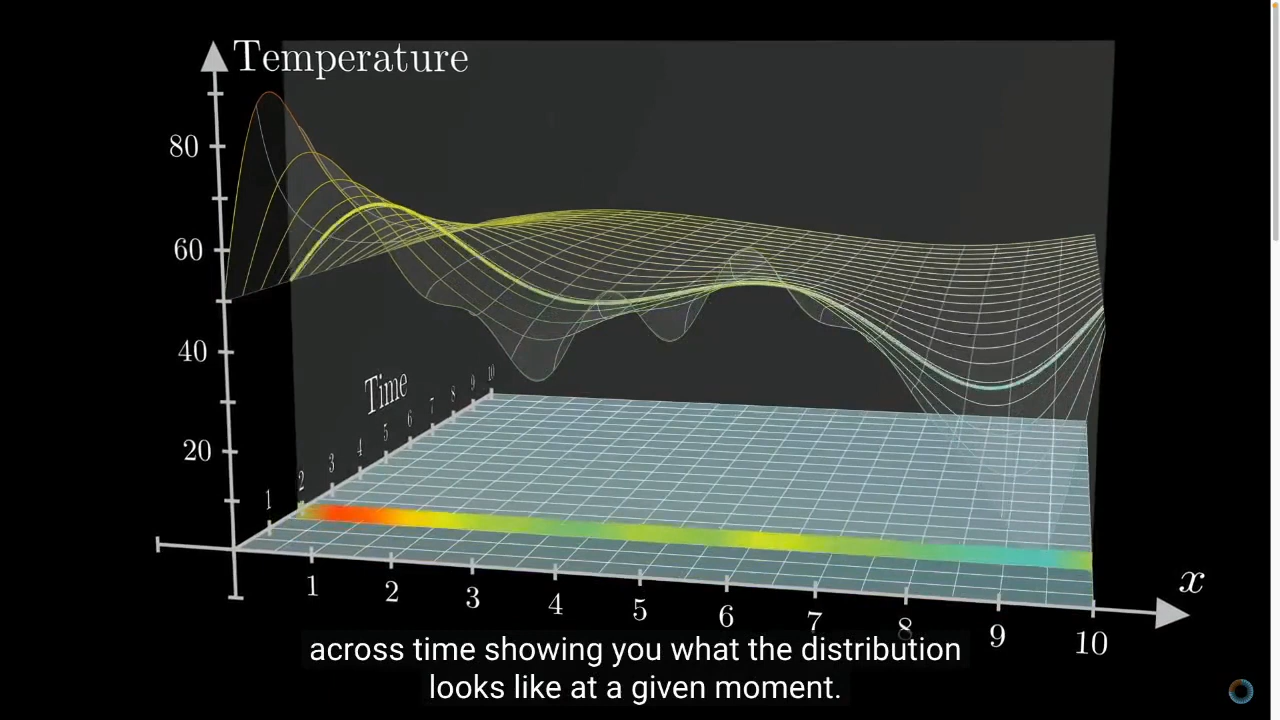 Temperature
80
60
40
20
Time
1 2 3 4 5 6 7 8 9 10
x
1 2 3 4 5 6 7 8 9 10
across time showing you what the distribution
looks like at a given moment.